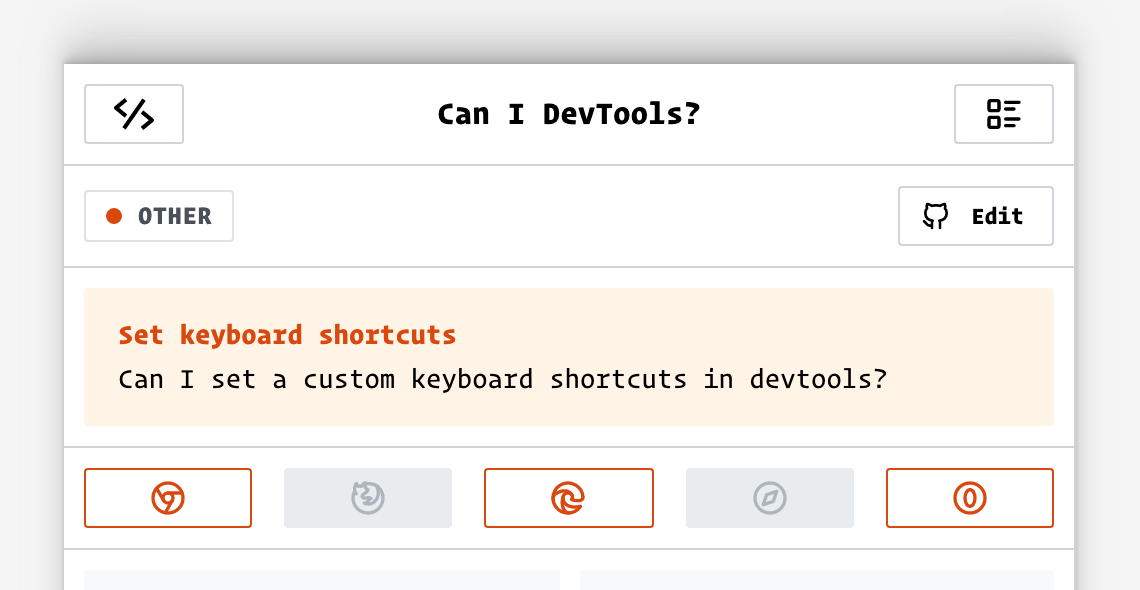 Can I DevTools?
OTHER
Edit
Set keyboard shortcuts
Can I set a custom keyboard shortcuts in devtools?